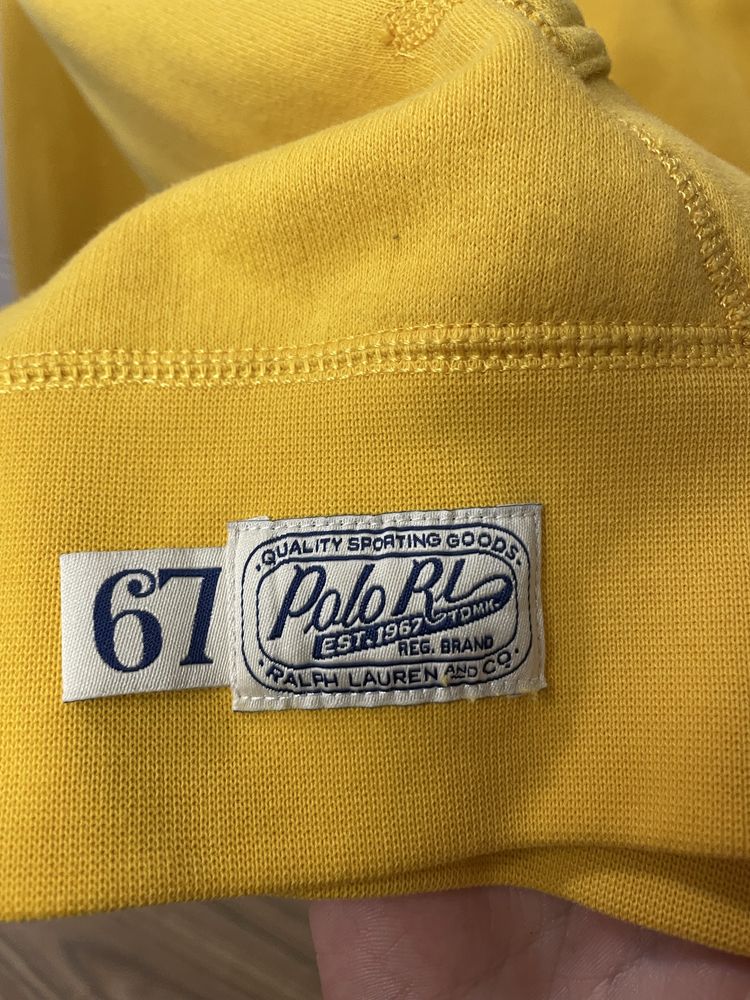 67
·QUALITY SPORTING GOODS·
Polo RL
EST. 1967 TDMK.
REG. BRAND
·RALPH LAUREN AND CO.·